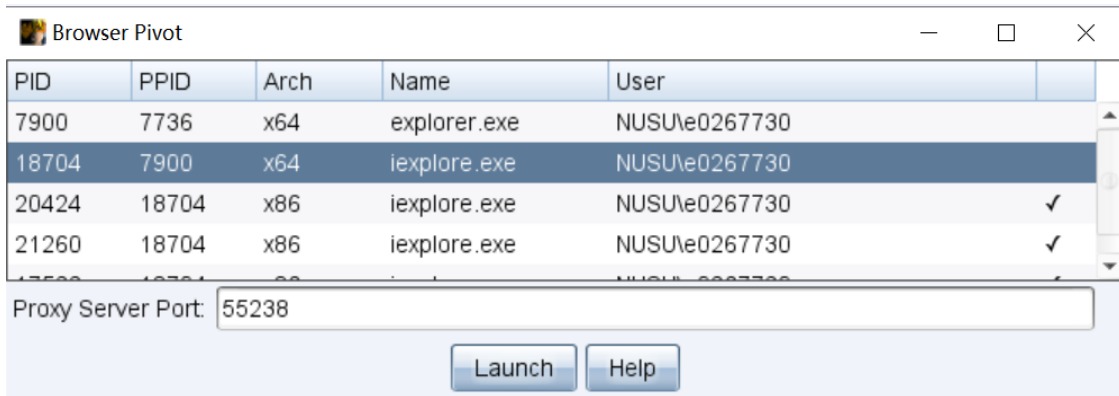 Browser Pivot
PID PPID Arch Name User
7900 7736 x64 explorer.exe NUSU\e0267730
18704 7900 x64 iexplore.exe NUSU\e0267730
20424 18704 x86 iexplore.exe NUSU\e0267730 ✓
21260 18704 x86 iexplore.exe NUSU\e0267730 ✓
Proxy Server Port: 55238
Launch Help